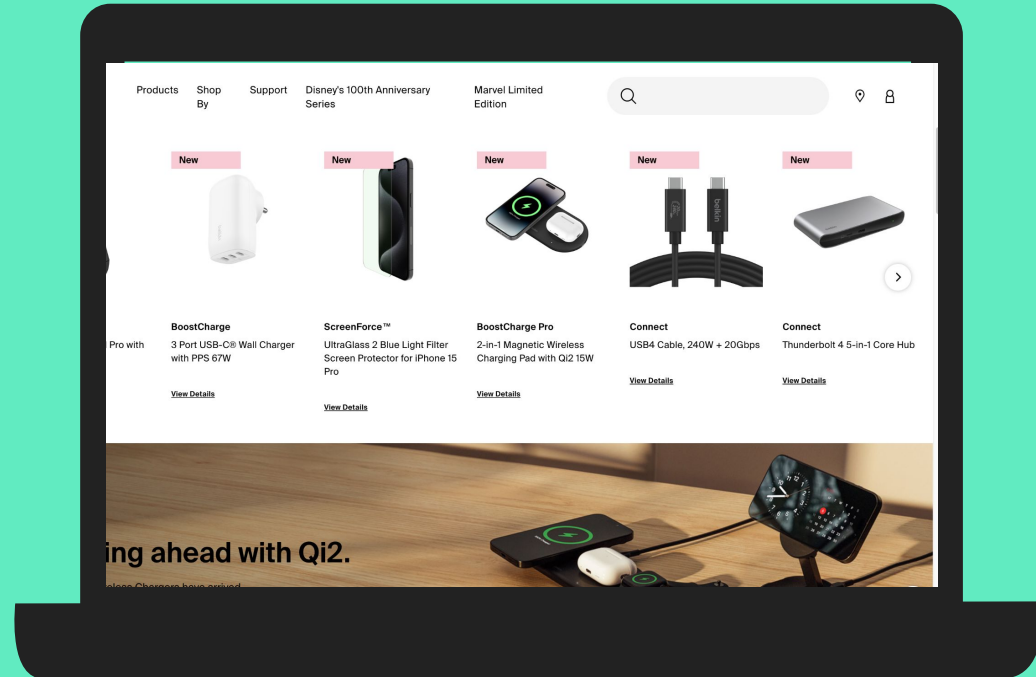 Products
Shop
By
Support
Disney's 100th Anniversary
Series
Marvel Limited
Edition
New
New
New
New
New
belkin
BoostCharge
ScreenForce™
BoostCharge Pro
Connect
Connect
Pro with
3 Port USB-C® Wall Charger
with PPS 67W
UltraGlass 2 Blue Light Filter
Screen Protector for iPhone 15
Pro
2-in-1 Magnetic Wireless
Charging Pad with Qi2 15W
USB4 Cable, 240W + 20Gbps
Thunderbolt 4 5-in-1 Core Hub
View Details
View Details
View Details
View Details
View Details
ing ahead with Qi2.
Chargers have arrived